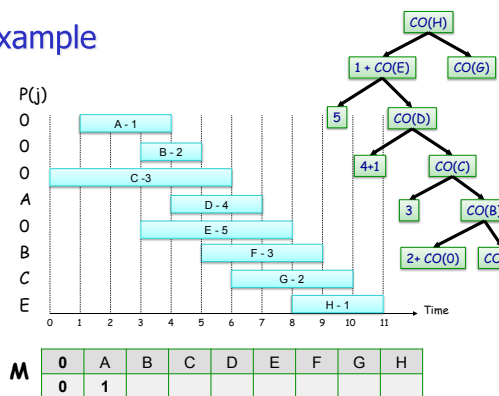 xample
CO(H)
1 + CO(E)
CO(G)
5
CO(D)
4+1
CO(C)
3
CO(B
2+ CO(0)
CO
P(j)
0
A - 1
0
B - 2
0
C -3
A
D - 4
0
E - 5
B
F - 3
C
G - 2
E
H - 1
Time
0 1 2 3 4 5 6 7 8 9 10 11
M
0 A B C D E F G H
0 1